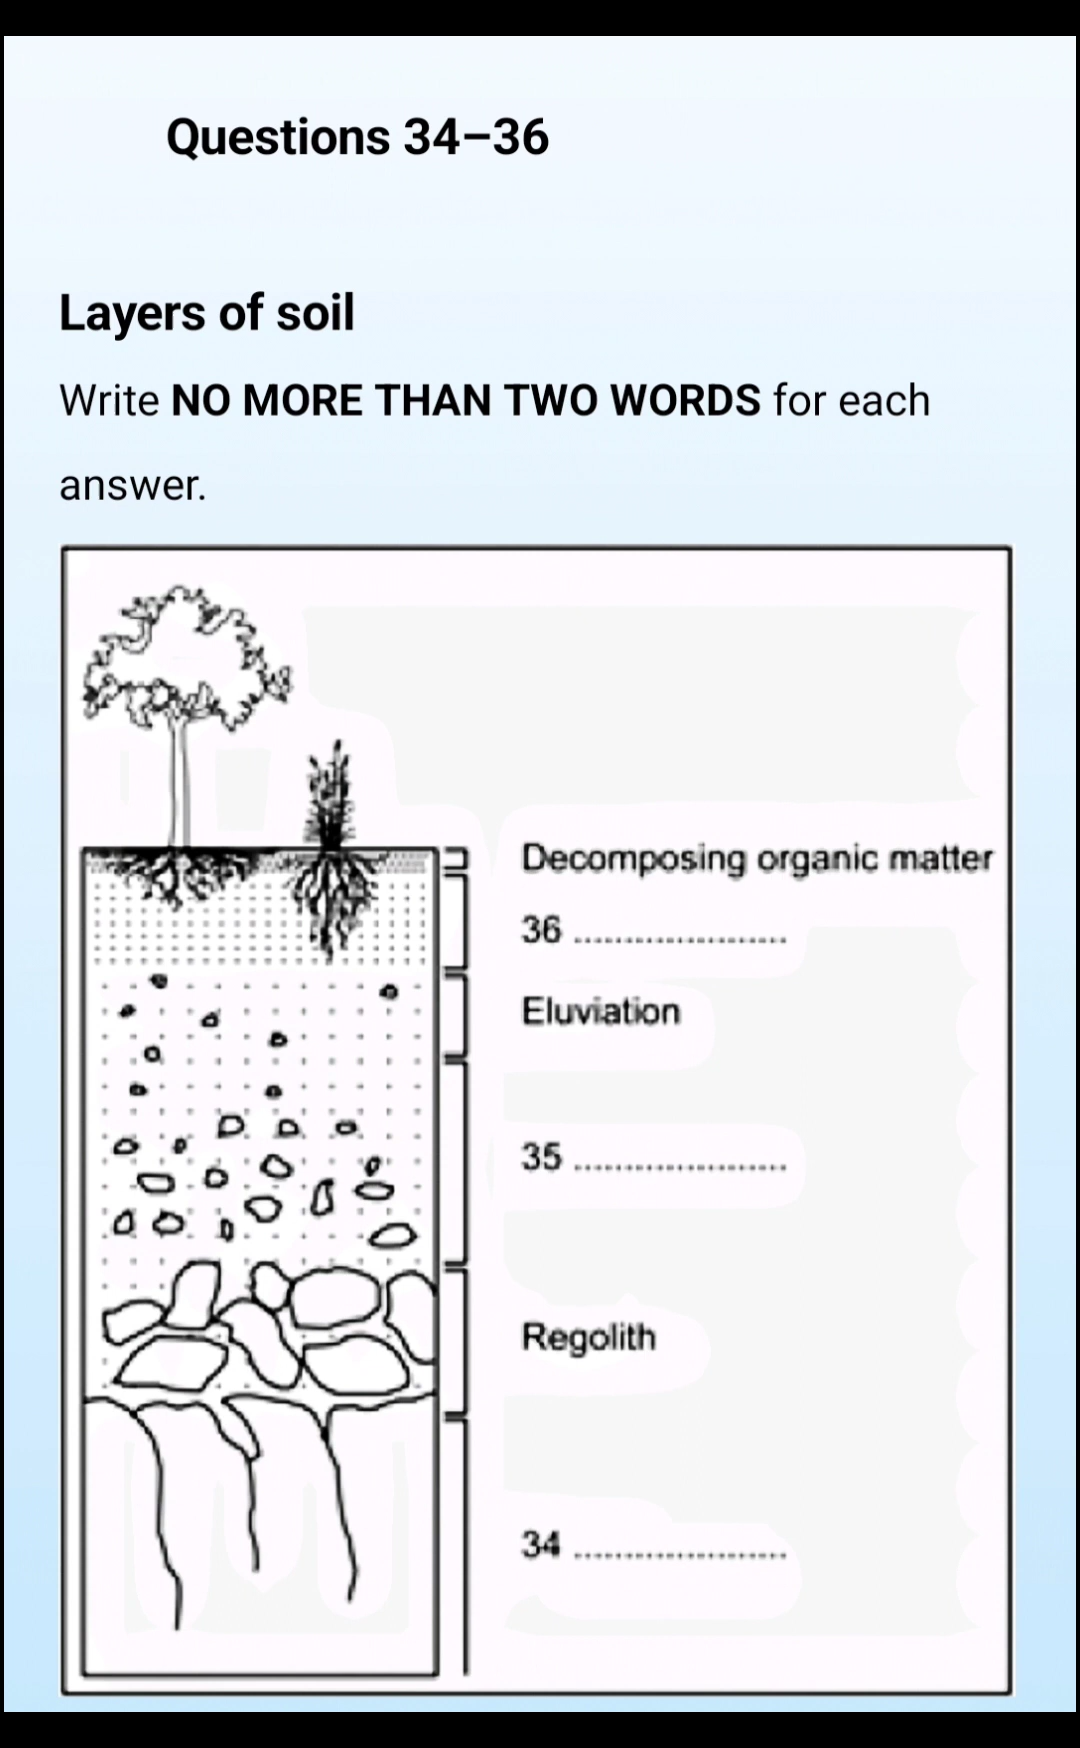 Questions 34–36
Layers of soil
Write NO MORE THAN TWO WORDS for each
answer.
Decomposing organic matter
36 .....................
Eluviation
35 .....................
Regolith
34 .....................